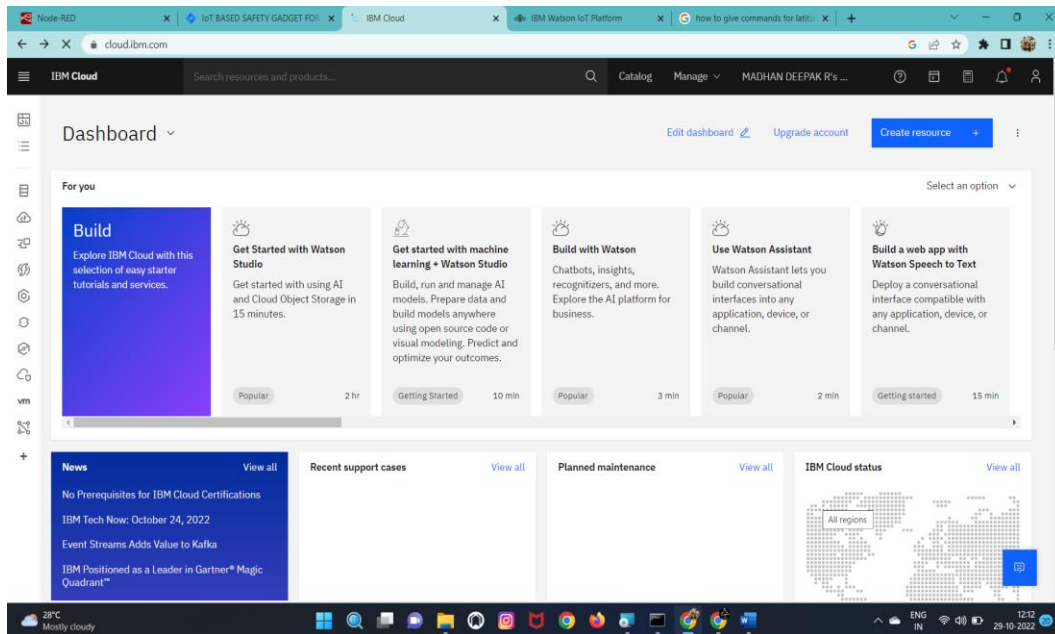 Node-RED
IoT BASED SAFETY GADGET FOR
IBM Cloud
IBM Watson IoT Platform
how to give commands for latitu
cloud.ibm.com
IBM Cloud
Search resources and products...
Catalog
Manage
MADHAN DEEPAK R's ...
Dashboard
Edit dashboard
Upgrade account
Create resource +
For you
Select an option
Build
Explore IBM Cloud with this
selection of easy starter
tutorials and services.
Get Started with Watson
Studio
Get started with using AI
and Cloud Object Storage in
15 minutes.
Popular
2 hr
Get started with machine
learning + Watson Studio
Build, run and manage AI
models. Prepare data and
build models anywhere
using open source code or
visual modeling. Predict and
optimize your outcomes.
Getting Started
10 min
Build with Watson
Chatbots, insights,
recognizers, and more.
Explore the AI platform for
business.
Popular
3 min
Use Watson Assistant
Watson Assistant lets you
build conversational
interfaces into any
application, device, or
channel.
Popular
2 min
Build a web app with
Watson Speech to Text
Deploy a conversational
interface compatible with
any application, device, or
channel.
Getting started
15 min
vm
News
View all
No Prerequisites for IBM Cloud Certifications
IBM Tech Now: October 24, 2022
Event Streams Adds Value to Kafka
IBM Positioned as a Leader in Gartner® Magic
Quadrant™
Recent support cases
View all
Planned maintenance
View all
IBM Cloud status
View all
All regions
28°C
Mostly cloudy
ENG
IN
12:12
29-10-2022